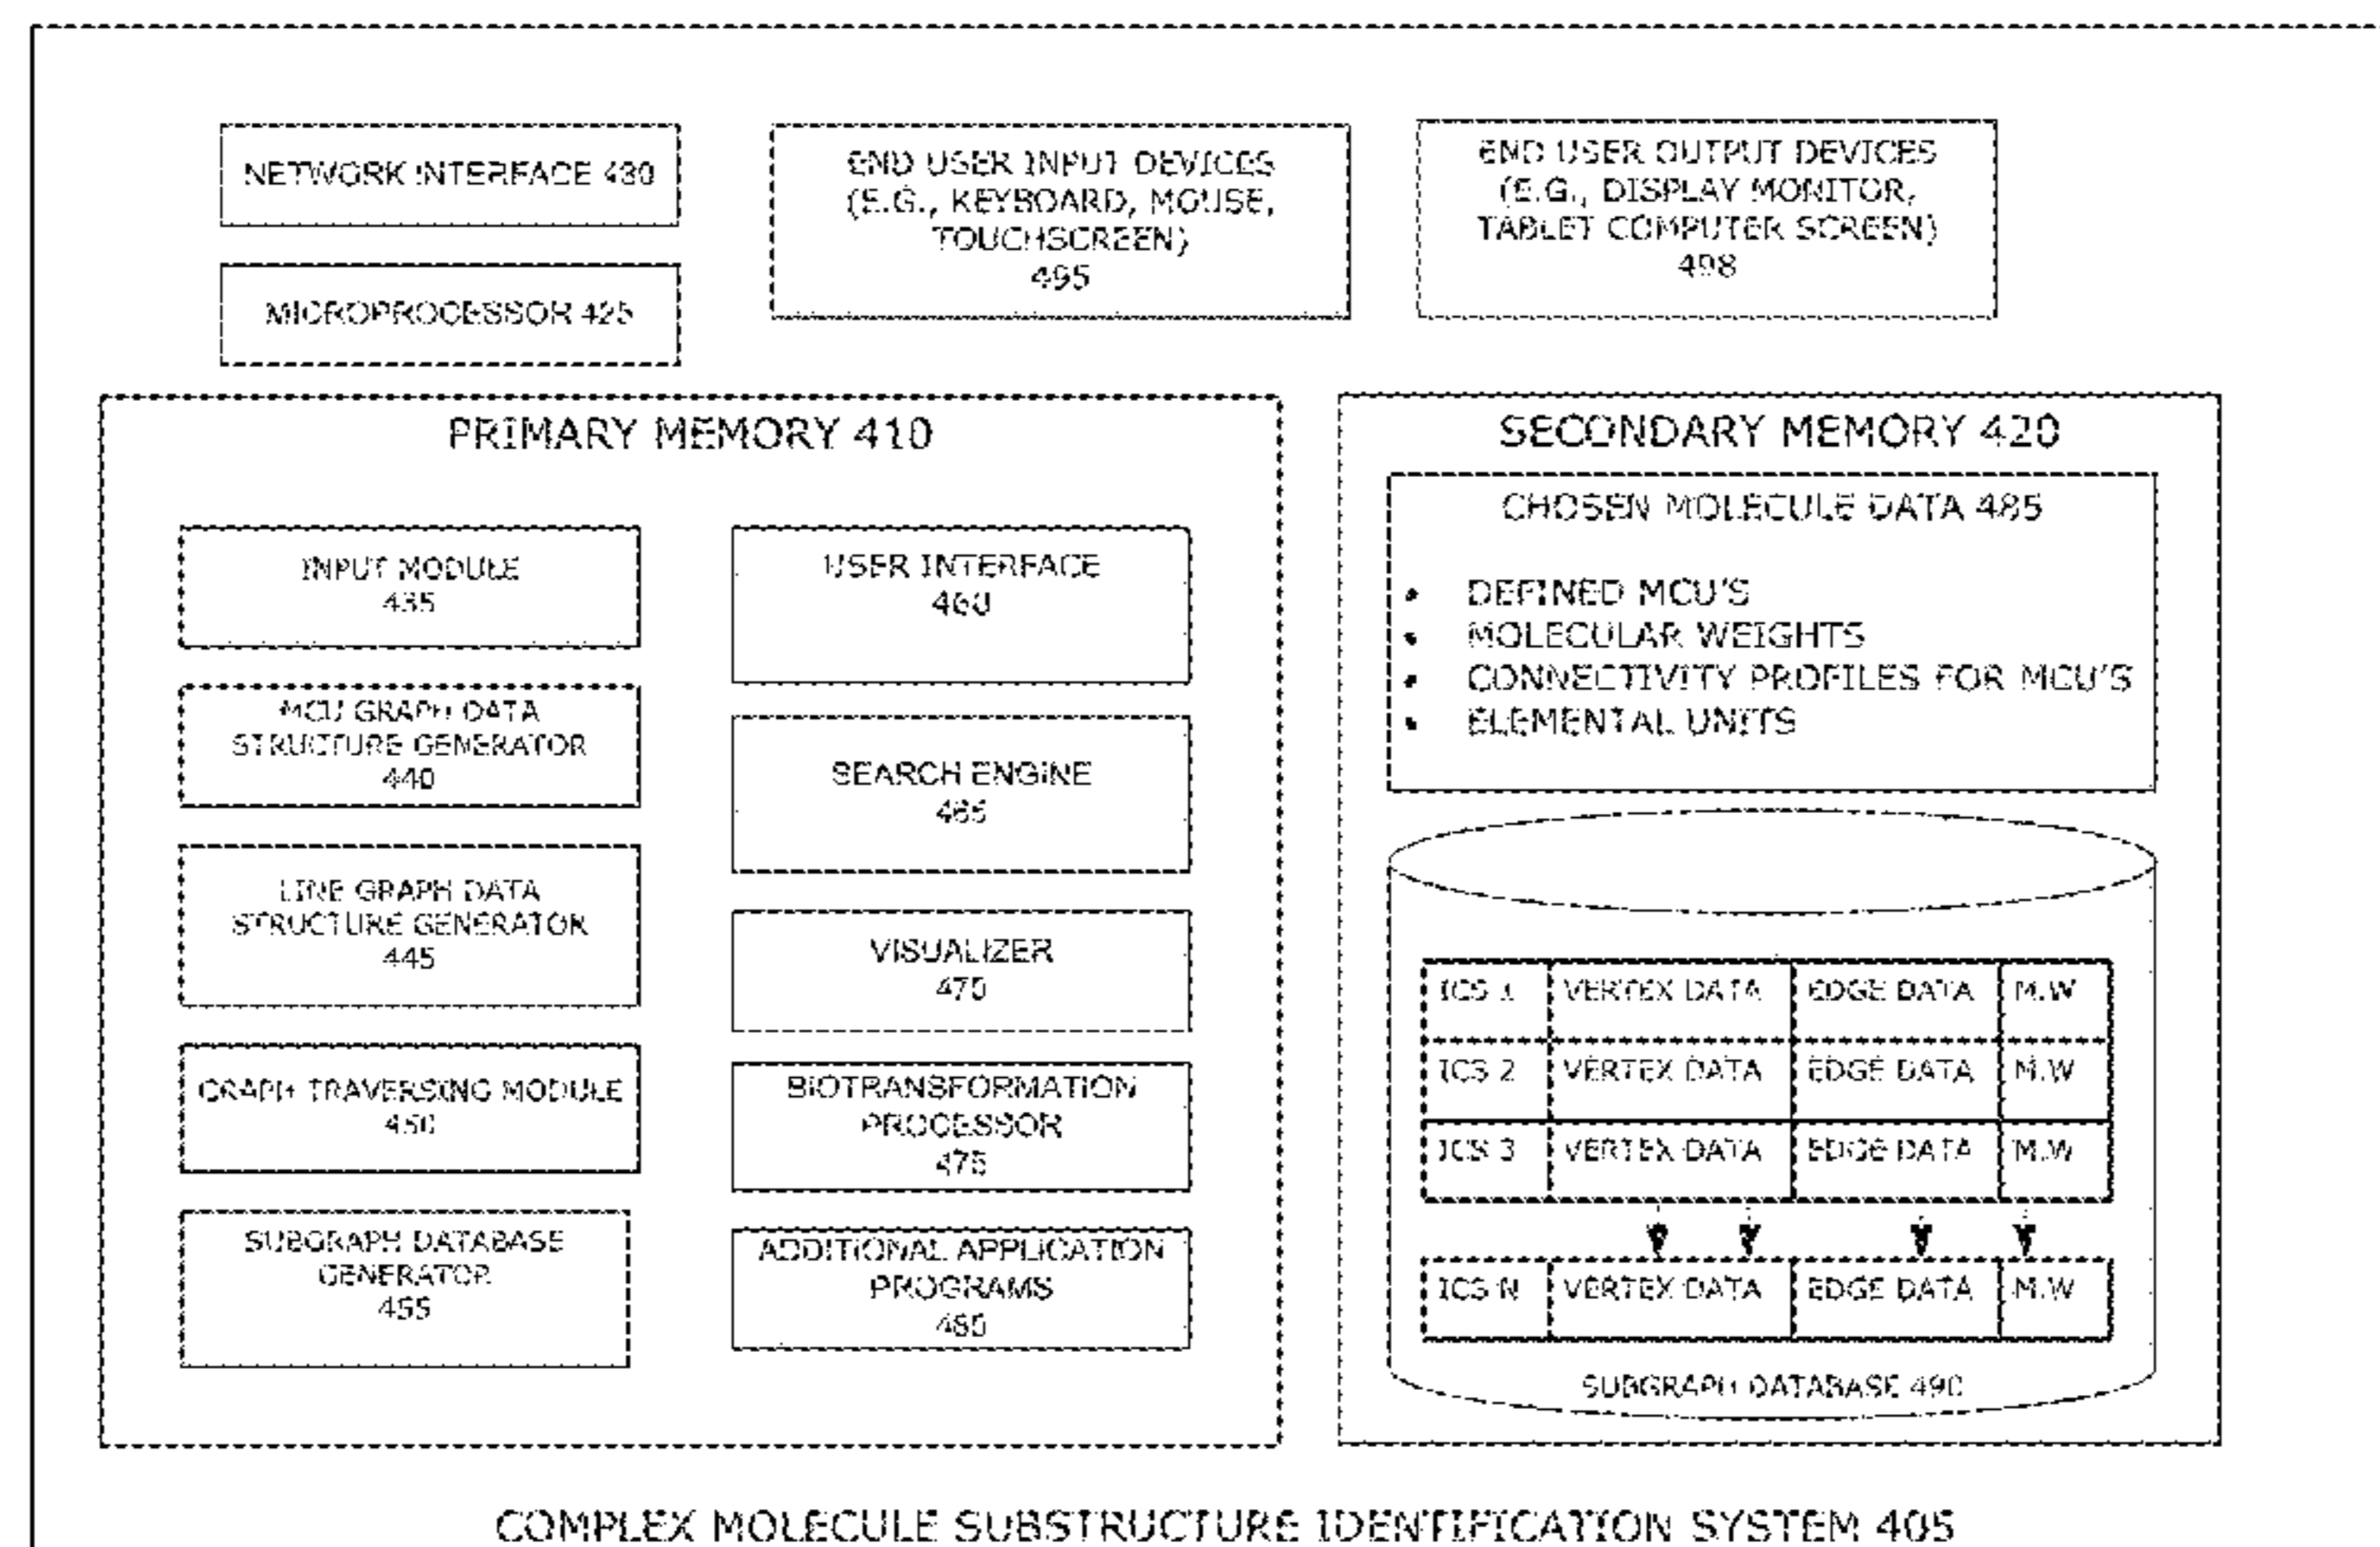 NETWORK INTERFACE 430
MICROPROCESSOR 425
END USER INPUT DEVICES
(E.G., KEYBOARD, MOUSE,
TOUCHSCREEN)
495
END USER OUTPUT DEVICES
(E.G., DISPLAY MONITOR,
TABLET COMPUTER SCREEN)
498
PRIMARY MEMORY 410
INPUT MODULE
435
MCU GRAPH DATA
STRUCTURE GENERATOR
440
LINE GRAPH DATA
STRUCTURE GENERATOR
445
GRAPH TRAVERSING MODULE
450
SUBGRAPH DATABASE
GENERATOR
455
USER INTERFACE
460
SEARCH ENGINE
465
VISUALIZER
470
BIOTRANSFORMATION
PROCESSOR
475
ADDITIONAL APPLICATION
PROGRAMS
SECONDARY MEMORY 420
CHOSEN MOLECULE DATA 485
• DEFINED MCU'S
• MOLECULAR WEIGHTS
• CONNECTIVITY PROFILES FOR MCU'S
• ELEMENTAL UNITS
ICS 1 VERTEX DATA EDGE DATA M.W
ICS 2 VERTEX DATA EDGE DATA M.W
ICS 3 VERTEX DATA EDGE DATA M.W
ICS N VERTEX DATA EDGE DATA M.W
SUBGRAPH DATABASE 490
COMPLEX MOLECULE SUBSTRUCTURE IDENTIFICATION SYSTEM 405